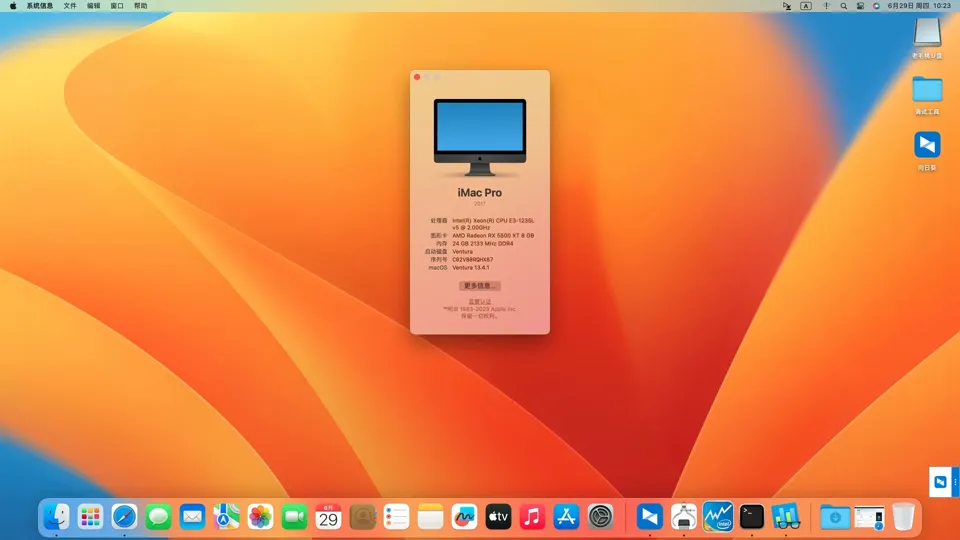 系统信息 文件 编辑 窗口 帮助
A
6月29日 周四 10:23
老毛桃U盘
调试工具
向日葵
iMac Pro
2017
处理器 Intel(R) Xeon(R) CPU E3-1235L
v5 @ 2.00GHz
图形卡 AMD Radeon RX 5600 XT 8 GB
内存 24 GB 2133 MHz DDR4
启动磁盘 Ventura
序列号
macOS Ventura 13.4.1
更多信息...
监管认证
™和© 1983-2023 Apple Inc.
保留一切权利。
6月
29
tv
intel